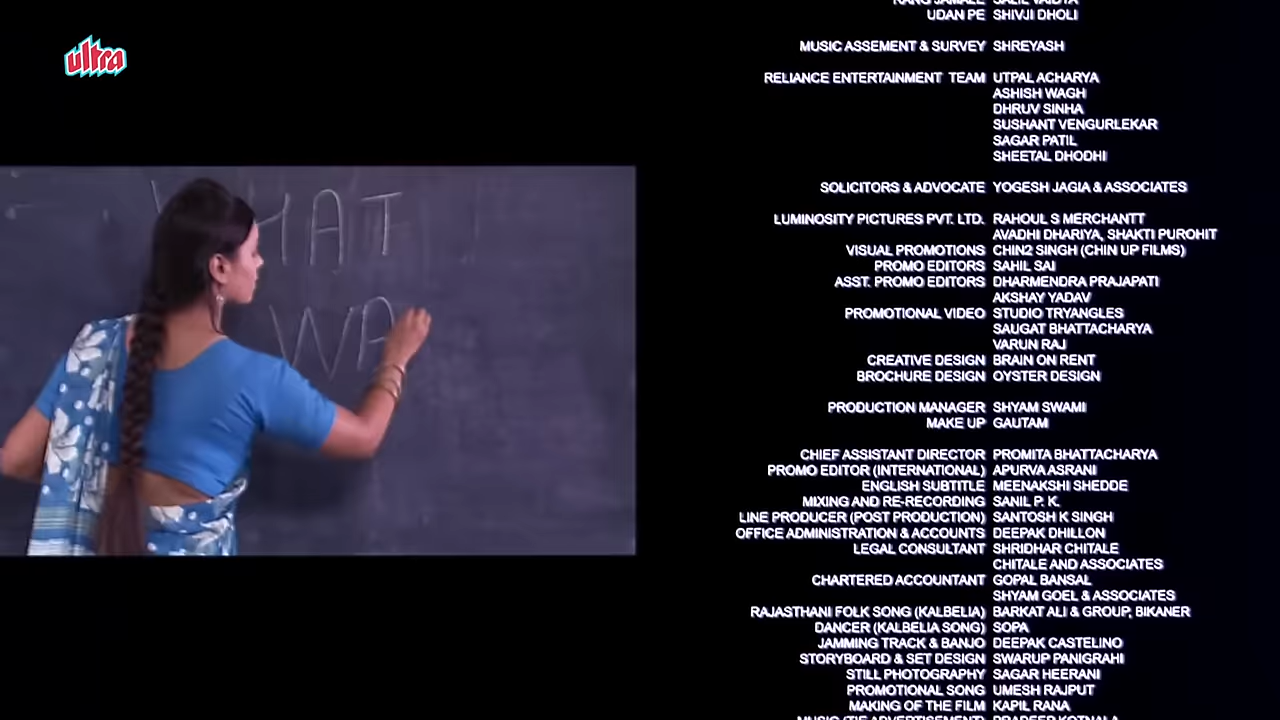 ultra
WHAT
WA
UDAN PE SHIVJI DHOLI
MUSIC ASSEMENT & SURVEY SHREYASH
RELIANCE ENTERTAINMENT TEAM UTPAL ACHARYA
ASHISH WAGH
DHRUV SINHA
SUSHANT VENGURLEKAR
SAGAR PATIL
SHEETAL DHODHI
SOLICITORS & ADVOCATE YOGESH JAGIA & ASSOCIATES
LUMINOSITY PICTURES PVT. LTD. RAHOUL S MERCHANTT
AVADHI DHARIYA, SHAKTI PUROHIT
VISUAL PROMOTIONS CHIN2 SINGH (CHIN UP FILMS)
PROMO EDITORS SAHIL SAI
ASST. PROMO EDITORS DHARMENDRA PRAJAPATI
AKSHAY YADAV
PROMOTIONAL VIDEO STUDIO TRYANGLES
SAUGAT BHATTACHARYA
VARUN RAJ
CREATIVE DESIGN BRAIN ON RENT
BROCHURE DESIGN OYSTER DESIGN
PRODUCTION MANAGER SHYAM SWAMI
MAKE UP GAUTAM
CHIEF ASSISTANT DIRECTOR PROMITA BHATTACHARYA
PROMO EDITOR (INTERNATIONAL) APURVA ASRANI
ENGLISH SUBTITLE MEENAKSHI SHEDDE
MIXING AND RE-RECORDING SANIL P. K.
LINE PRODUCER (POST PRODUCTION) SANTOSH K SINGH
OFFICE ADMINISTRATION & ACCOUNTS DEEPAK DHILLON
LEGAL CONSULTANT SHRIDHAR CHITALE
CHITALE AND ASSOCIATES
CHARTERED ACCOUNTANT GOPAL BANSAL
SHYAM GOEL & ASSOCIATES
RAJASTHANI FOLK SONG (KALBELIA) BARKAT ALI & GROUP, BIKANER
DANCER (KALBELIA SONG) SOPA
JAMMING TRACK & BANJO DEEPAK CASTELINO
STORYBOARD & SET DESIGN SWARUP PANIGRAHI
STILL PHOTOGRAPHY SAGAR HEERANI
PROMOTIONAL SONG UMESH RAJPUT
MAKING OF THE FILM KAPIL RANA